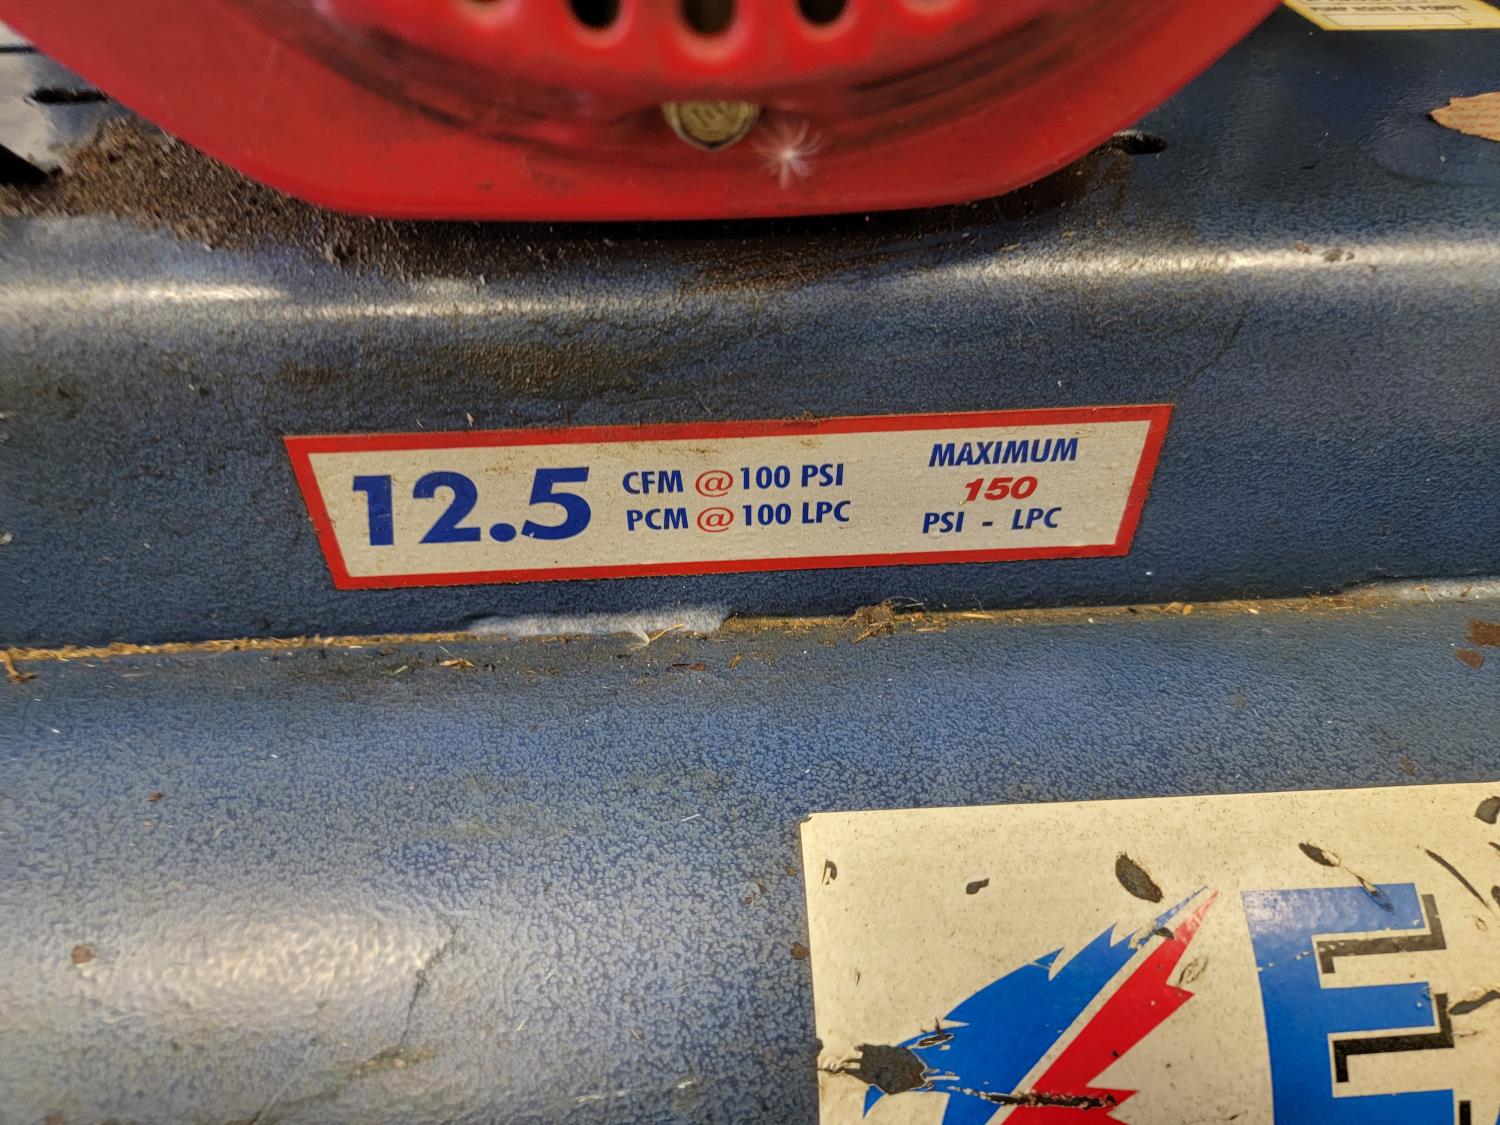 12.5
CFM @ 100 PSI
PCM @ 100 LPC
MAXIMUM
150
PSI - LPC
E